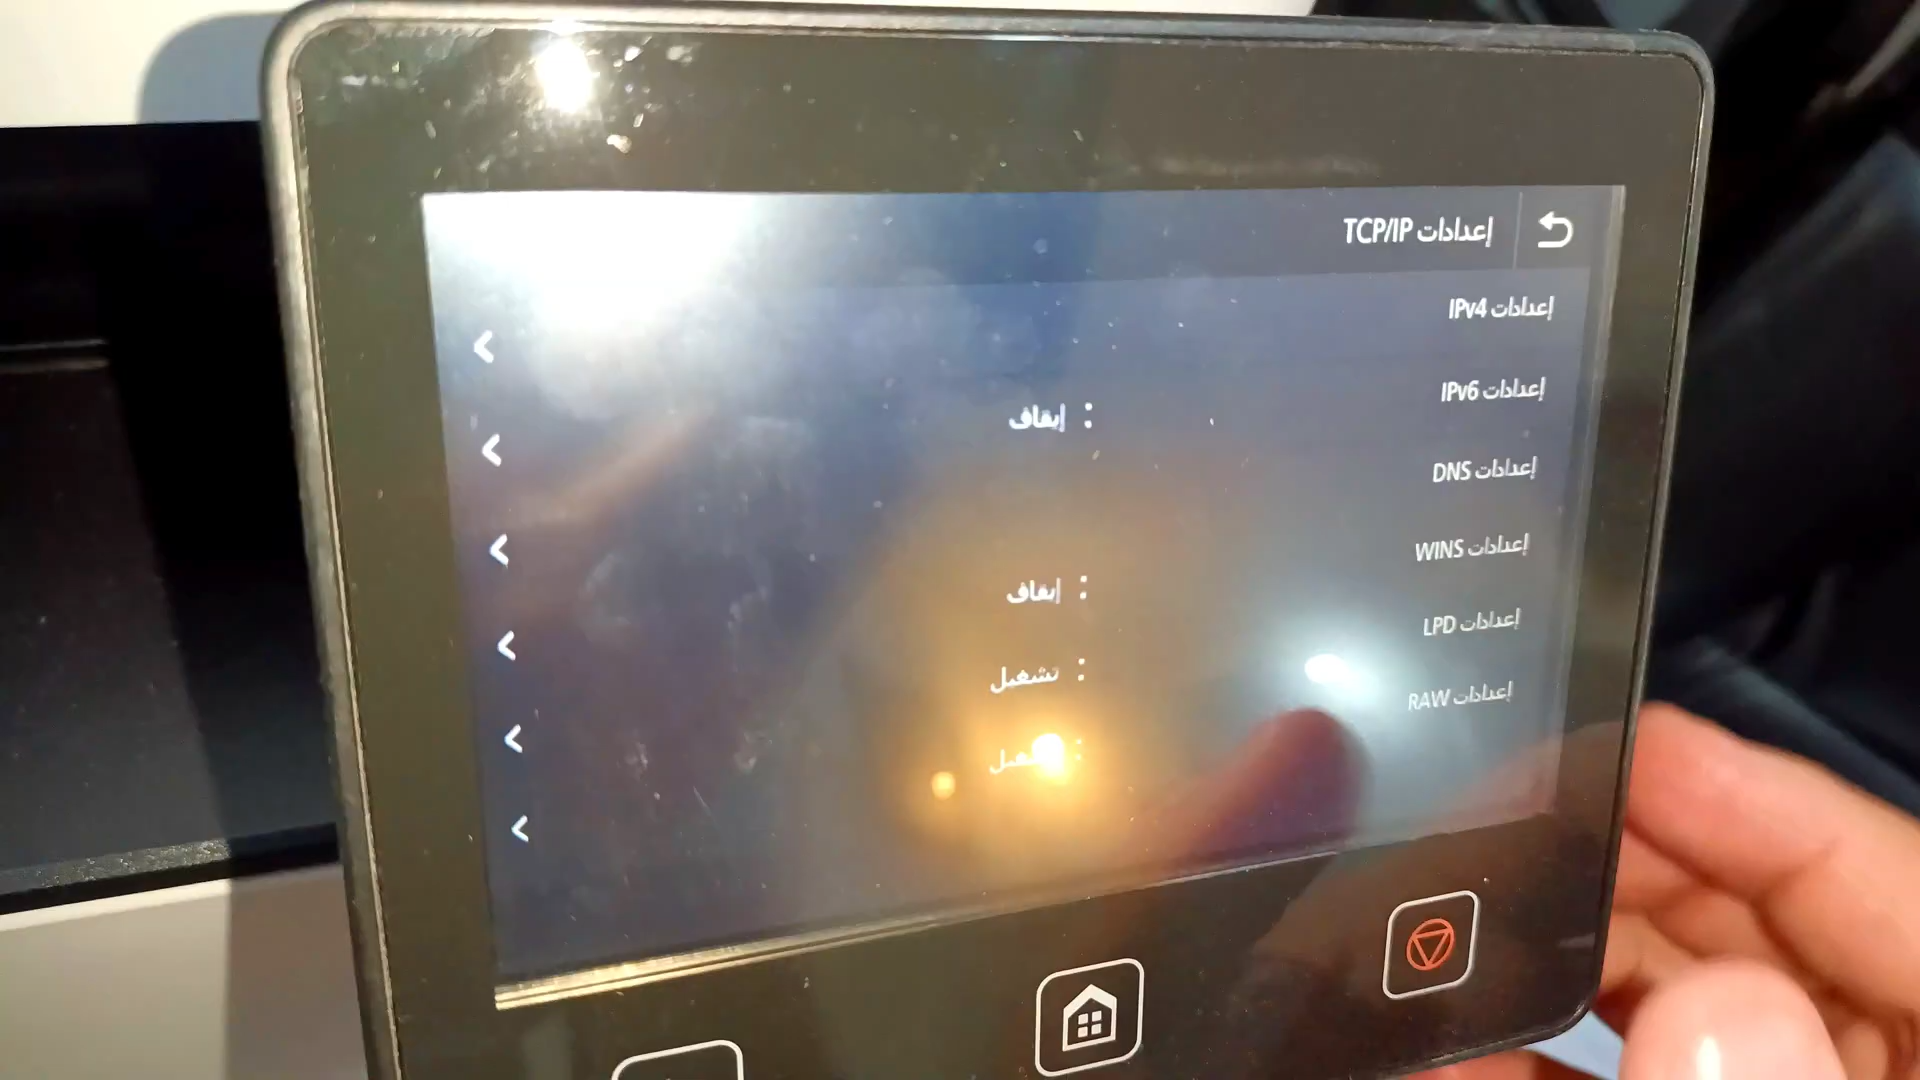 إعدادات TCP/IP
إعدادات IPv4
إعدادات IPv6 : إيقاف
إعدادات DNS
إعدادات WINS : إيقاف
إعدادات LPD : تشغيل
إعدادات RAW :